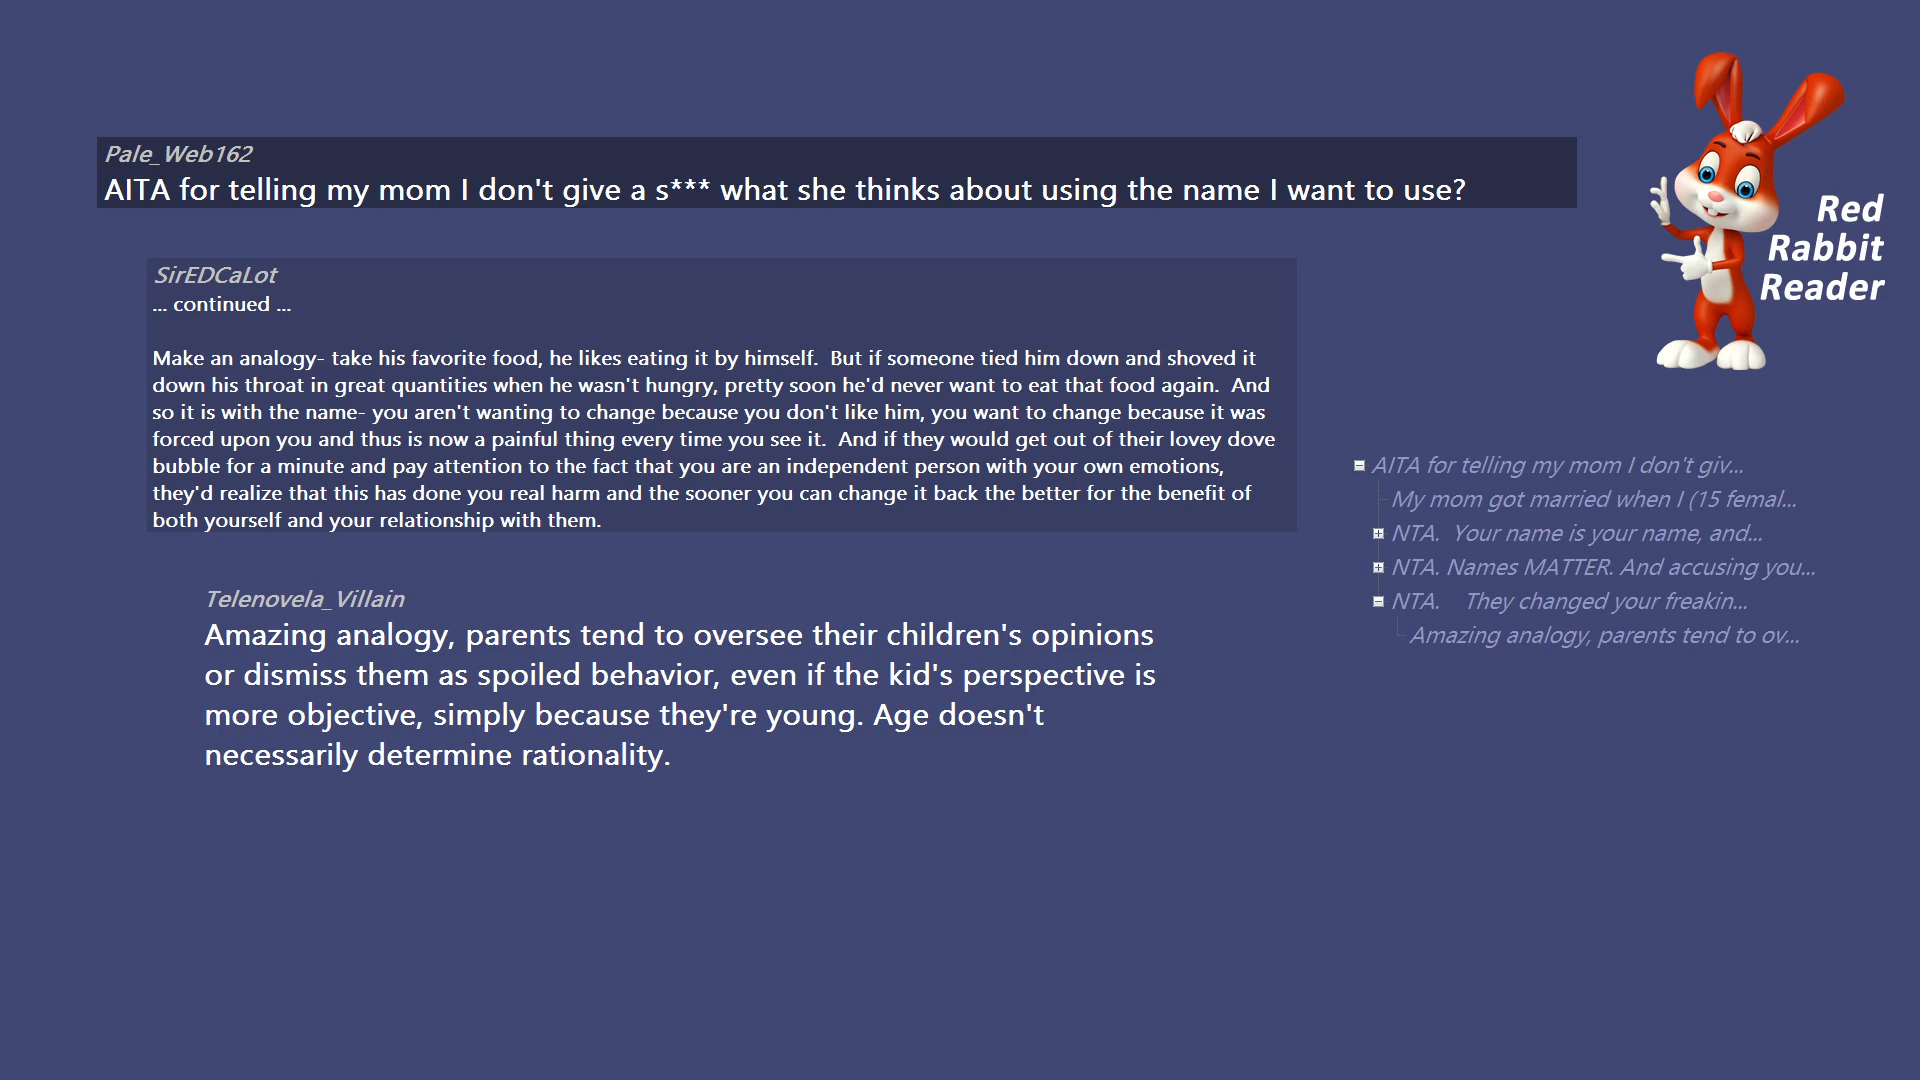 Pale_Web162
AITA for telling my mom I don't give a s*** what she thinks about using the name I want to use?
SirEDCaLot
... continued ...
Make an analogy- take his favorite food, he likes eating it by himself.  But if someone tied him down and shoved it
down his throat in great quantities when he wasn't hungry, pretty soon he'd never want to eat that food again.  And
so it is with the name- you aren't wanting to change because you don't like him, you want to change because it was
forced upon you and thus is now a painful thing every time you see it.  And if they would get out of their lovey dove
bubble for a minute and pay attention to the fact that you are an independent person with your own emotions,
they'd realize that this has done you real harm and the sooner you can change it back the better for the benefit of
both yourself and your relationship with them.
Telenovela_Villain
Amazing analogy, parents tend to oversee their children's opinions
or dismiss them as spoiled behavior, even if the kid's perspective is
more objective, simply because they're young. Age doesn't
necessarily determine rationality.
Red
Rabbit
Reader
AITA for telling my mom I don't giv...
My mom got married when I (15 femal...
NTA.  Your name is your name, and...
NTA. Names MATTER. And accusing you...
NTA.    They changed your freakin...
Amazing analogy, parents tend to ov...